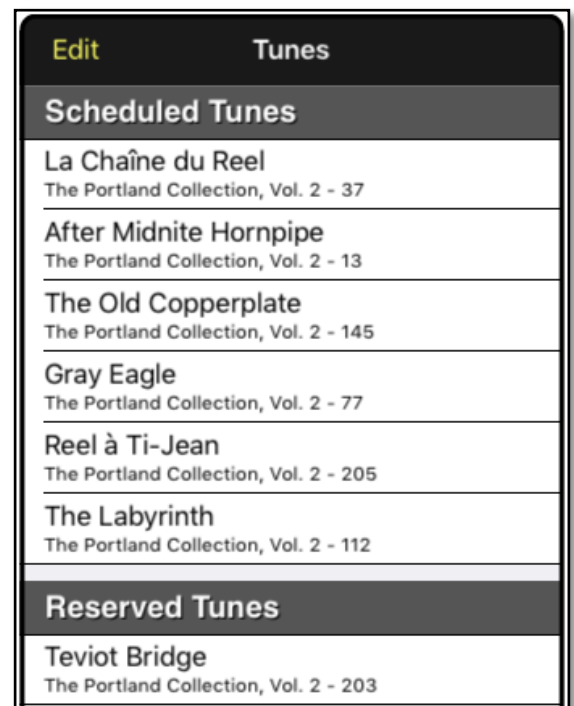 Edit Tunes
Scheduled Tunes
La Chaîne du Reel
The Portland Collection, Vol. 2 - 37
After Midnite Hornpipe
The Portland Collection, Vol. 2 - 13
The Old Copperplate
The Portland Collection, Vol. 2 - 145
Gray Eagle
The Portland Collection, Vol. 2 - 77
Reel à Ti-Jean
The Portland Collection, Vol. 2 - 205
The Labyrinth
The Portland Collection, Vol. 2 - 112
Reserved Tunes
Teviot Bridge
The Portland Collection, Vol. 2 - 203